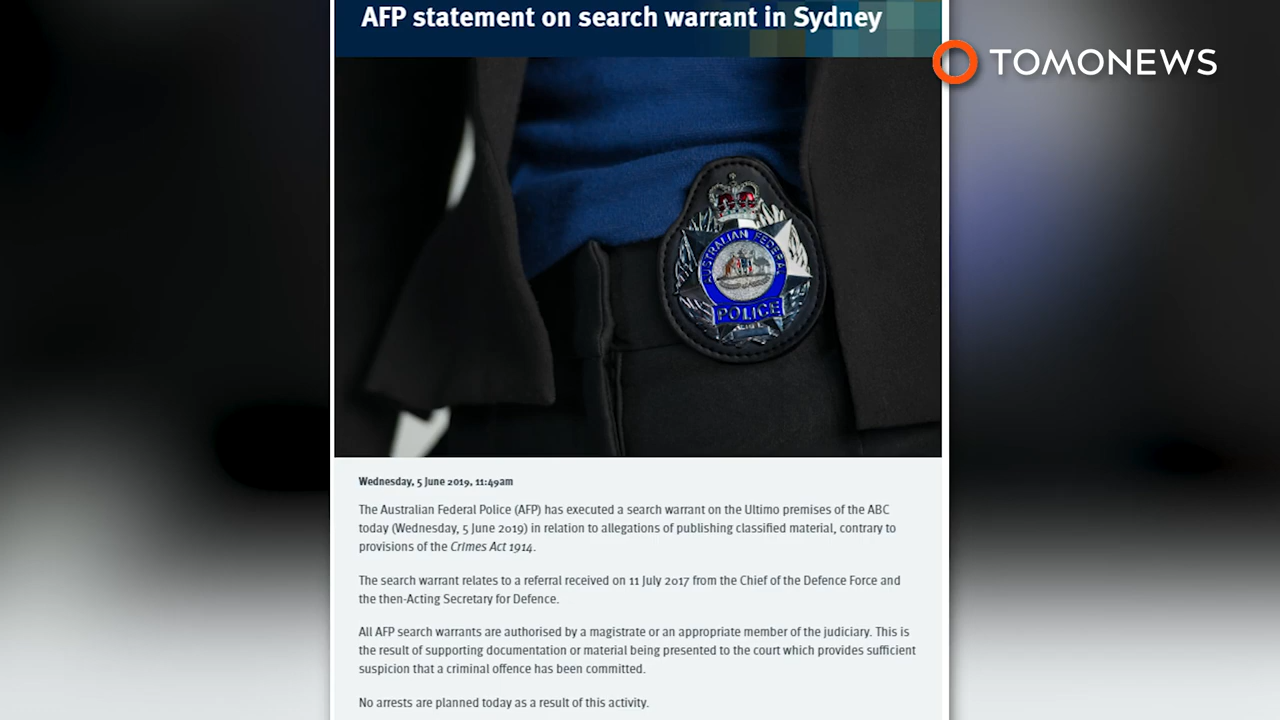 AFP statement on search warrant in Sydney
TOMONEWS
AUSTRALIAN FEDERAL
POLICE
Wednesday, 5 June 2019, 11:49am
The Australian Federal Police (AFP) has executed a search warrant on the Ultimo premises of the ABC
today (Wednesday, 5 June 2019) in relation to allegations of publishing classified material, contrary to
provisions of the Crimes Act 1914.
The search warrant relates to a referral received on 11 July 2017 from the Chief of the Defence Force and
the then-Acting Secretary for Defence.
All AFP search warrants are authorised by a magistrate or an appropriate member of the judiciary. This is
the result of supporting documentation or material being presented to the court which provides sufficient
suspicion that a criminal offence has been committed.
No arrests are planned today as a result of this activity.